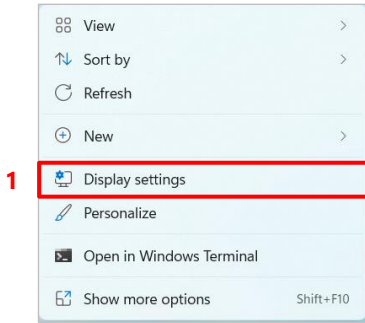 View
Sort by
Refresh
New
1
Display settings
Personalize
Open in Windows Terminal
Show more options Shift+F10